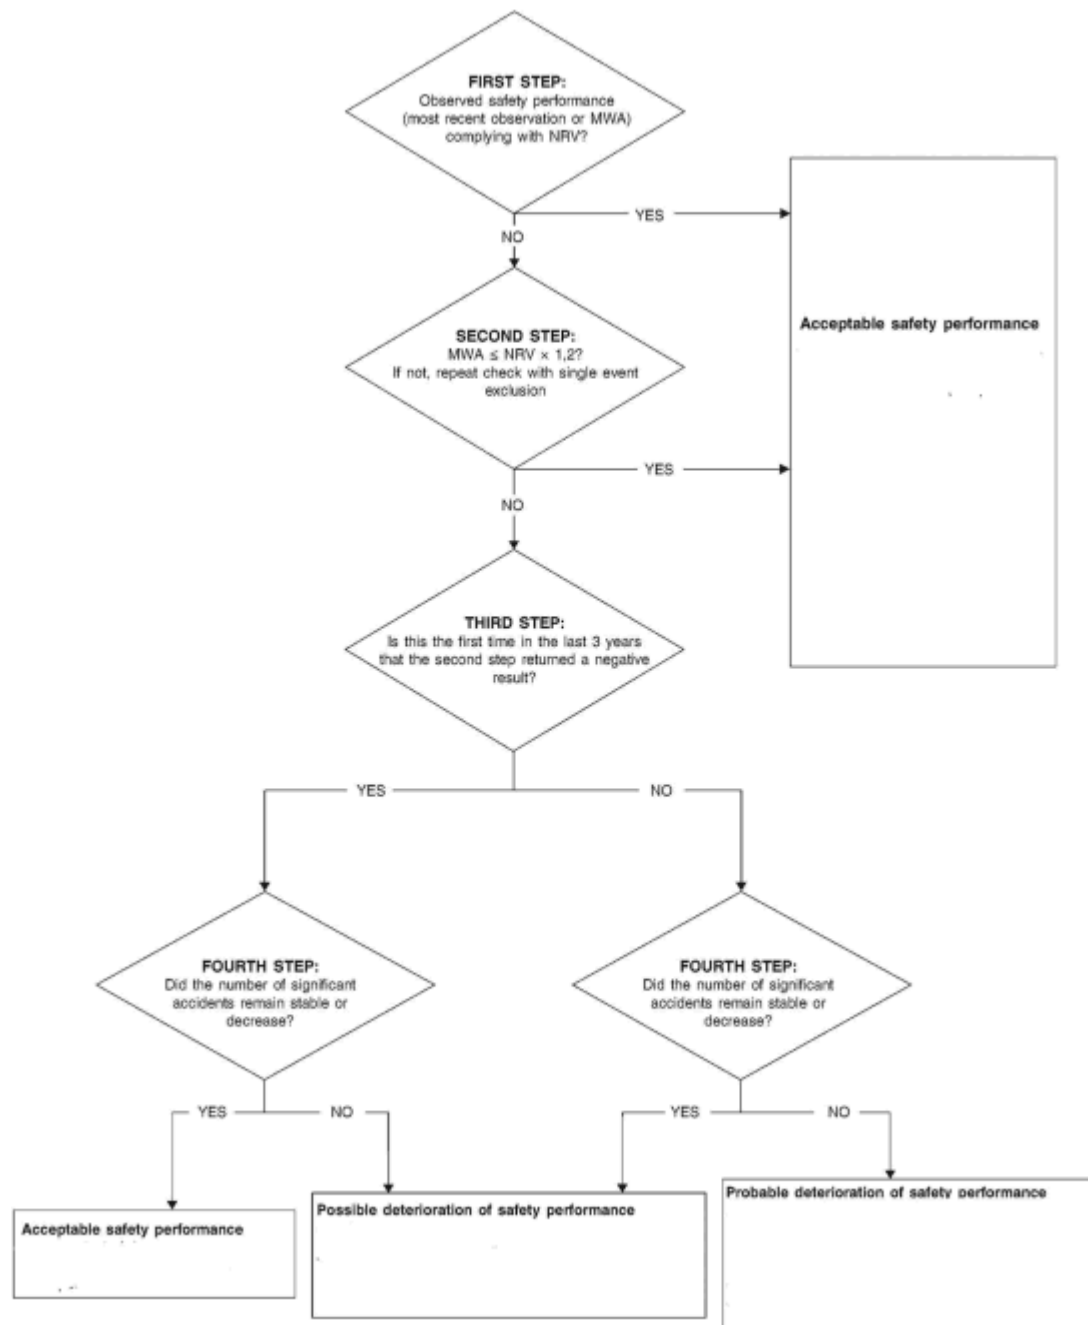 FIRST STEP:
Observed safety performance
(most recent observation or MWA)
complying with NRV?
YES
NO
Acceptable safety performance
SECOND STEP:
MWA ≤ NRV × 1,2?
If not, repeat check with single event
exclusion
YES
NO
THIRD STEP:
Is this the first time in the last 3 years
that the second step returned a negative
result?
YES
NO
FOURTH STEP:
Did the number of significant
accidents remain stable or
decrease?
FOURTH STEP:
Did the number of significant
accidents remain stable or
decrease?
YES
NO
YES
NO
Acceptable safety performance
Possible deterioration of safety performance
Probable deterioration of safety performance